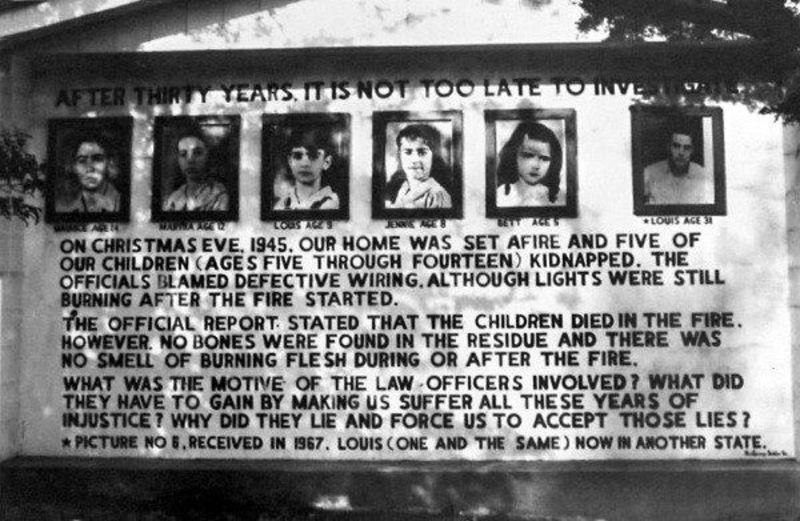 AFTER THIRTY YEARS, IT IS NOT TOO LATE TO INVESTIGATE
MAURICE AGE 14
MARTHA AGE 12
LOUIS AGE 9
JENNIE AGE 8
BETT AGE 5
★LOUIS AGE 31
ON CHRISTMAS EVE, 1945, OUR HOME WAS SET AFIRE AND FIVE OF
OUR CHILDREN (AGES FIVE THROUGH FOURTEEN) KIDNAPPED. THE
OFFICIALS BLAMED DEFECTIVE WIRING, ALTHOUGH LIGHTS WERE STILL
BURNING AFTER THE FIRE STARTED.
THE OFFICIAL REPORT STATED THAT THE CHILDREN DIED IN THE FIRE.
HOWEVER, NO BONES WERE FOUND IN THE RESIDUE AND THERE WAS
NO SMELL OF BURNING FLESH DURING OR AFTER THE FIRE.
WHAT WAS THE MOTIVE OF THE LAW OFFICERS INVOLVED? WHAT DID
THEY HAVE TO GAIN BY MAKING US SUFFER ALL THESE YEARS OF
INJUSTICE? WHY DID THEY LIE AND FORCE US TO ACCEPT THOSE LIES?
★PICTURE NO 6, RECEIVED IN 1967. LOUIS (ONE AND THE SAME) NOW IN ANOTHER STATE.